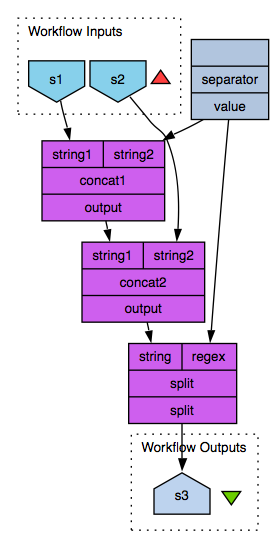 Workflow Inputs
s1
s2
separator
value
string1 string2
concat1
output
string1 string2
concat2
output
string regex
split
split
Workflow Outputs
s3